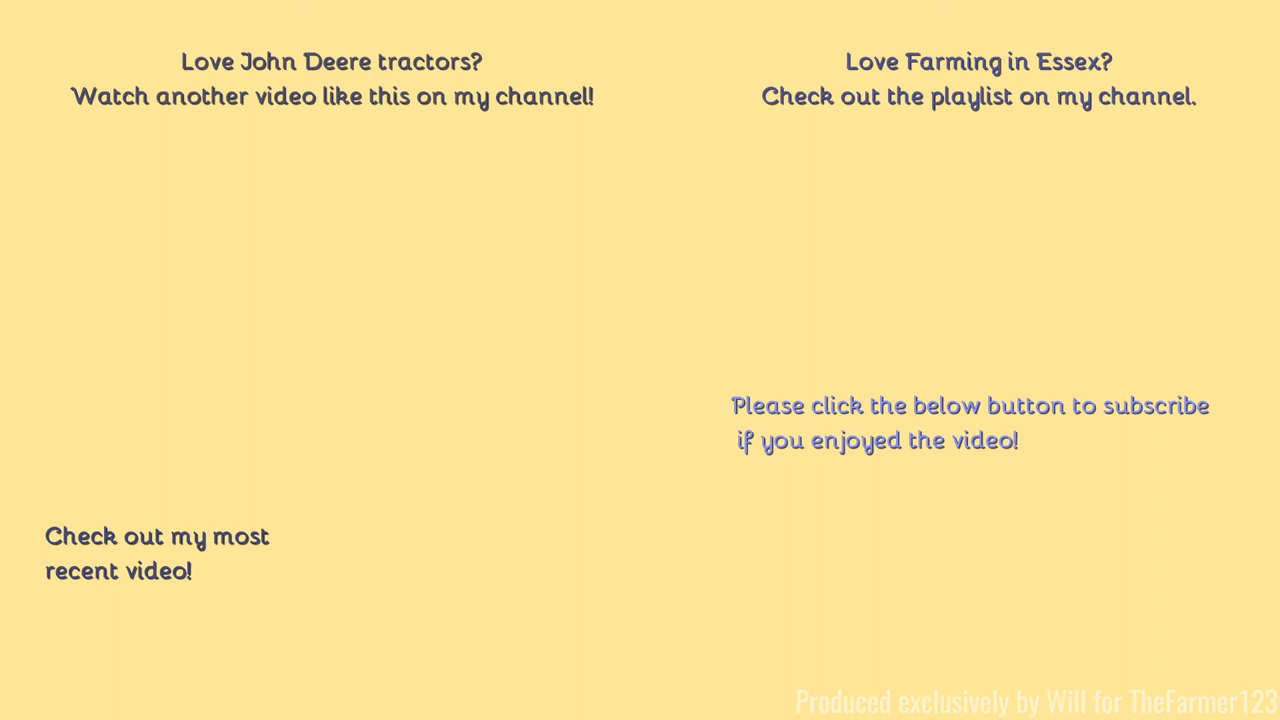 Love John Deere tractors?
Watch another video like this on my channel!
Love Farming in Essex?
Check out the playlist on my channel.
Please click the below button to subscribe
if you enjoyed the video!
Check out my most
recent video!
Produced exclusively by Will for TheFarmer123